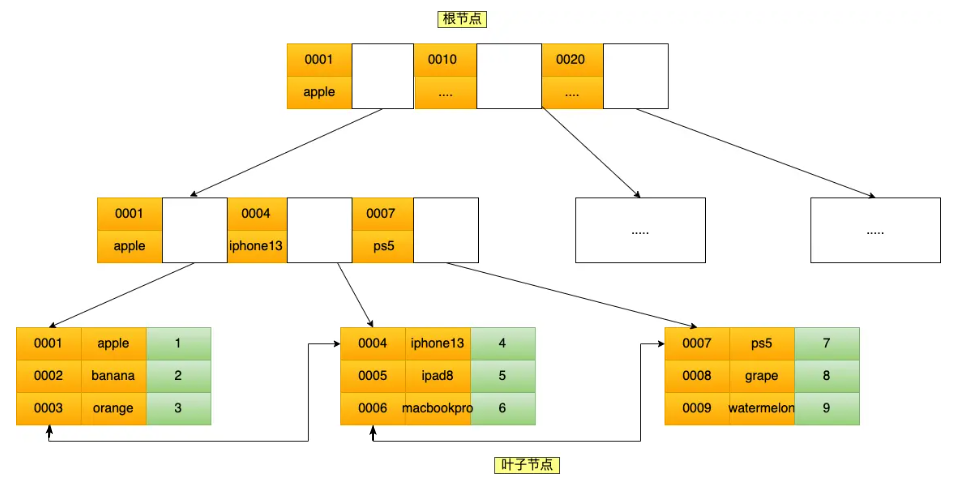 根节点
0001 0010 0020
apple .... ....
0001 0004 0007
apple iphone13 ps5
..... .....
0001 apple 1 0004 iphone13 4 0007 ps5 7
0002 banana 2 0005 ipad8 5 0008 grape 8
0003 orange 3 0006 macbookpro 6 0009 watermelon 9
叶子节点